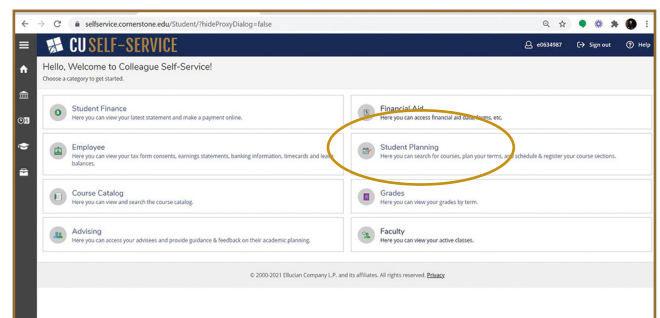 selfservice.cornerstone.edu/Student/?hideProxyDialog=false
CU SELF-SERVICE
e0634987
Sign out
Help
Hello, Welcome to Colleague Self-Service!
Choose a category to get started.
Student Finance
Here you can view your latest statement and make a payment online.
Financial Aid
Here you can access financial aid data, forms, etc.
Employee
Here you can view your tax form consents, earnings statements, banking information, timecards and leave
balances.
Student Planning
Here you can search for courses, plan your terms, and schedule & register your course sections.
Course Catalog
Here you can view and search the course catalog.
Grades
Here you can view your grades by term.
Advising
Here you can access your advisees and provide guidance & feedback on their academic planning.
Faculty
Here you can view your active classes.
© 2000-2021 Ellucian Company L.P. and its affiliates. All rights reserved. Privacy